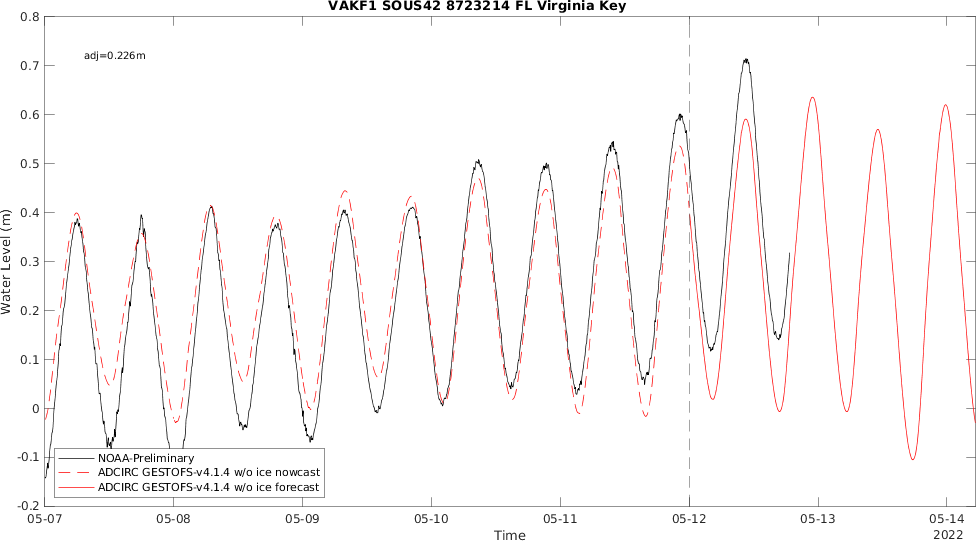 VAKF1 SOUS42 8723214 FL Virginia Key
0.8
0.7
0.6
0.5
0.4
0.3
0.2
0.1
0
-0.1
-0.2
Water Level (m)
adj=0.226m
NOAA-Preliminary
ADCIRC GESTOFS-v4.1.4 w/o ice nowcast
ADCIRC GESTOFS-v4.1.4 w/o ice forecast
05-07 05-08 05-09 05-10 05-11 05-12 05-13 05-14
Time
2022